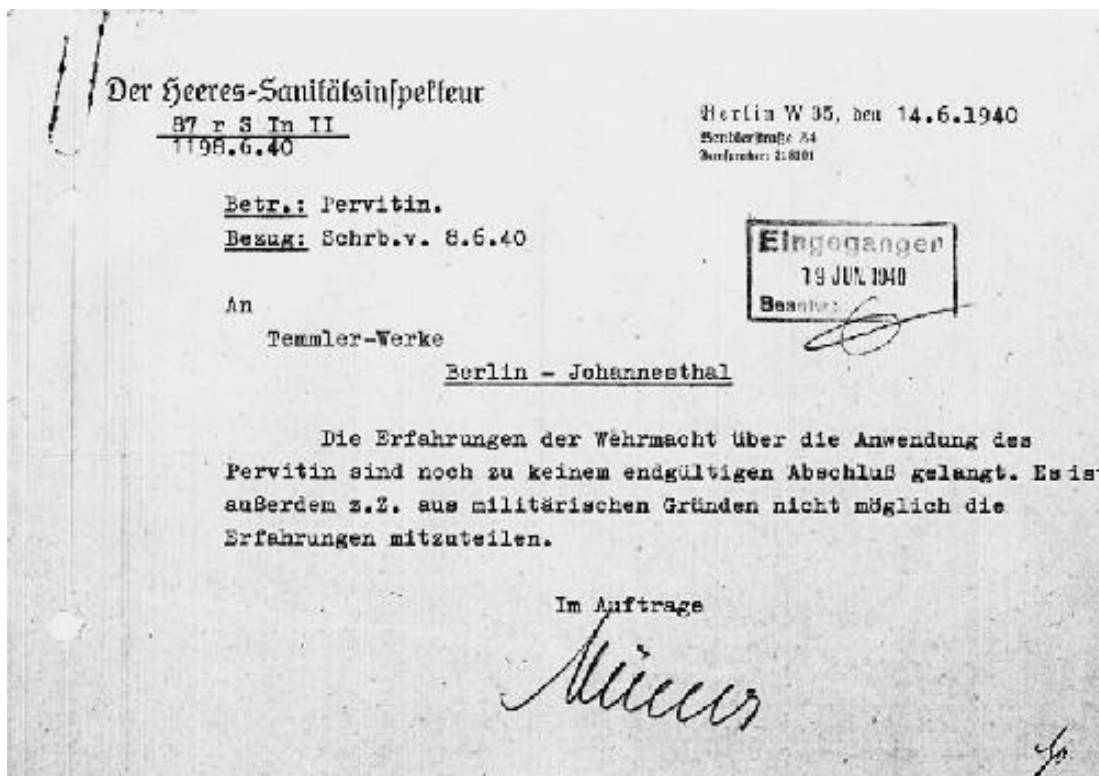 Der Heeres-Sanitätsinspekteur
87 r S In II
1198.6.40
Berlin W 35, den 14.6.1940
Betr.: Pervitin.
Bezug: Schrb.v. 8.6.40
Eingegangen
19 JUN. 1940
Beantw.:
An
Temmler-Werke
Berlin - Johannesthal
Die Erfahrungen der Wehrmacht über die Anwendung des
Pervitin sind noch zu keinem endgültigen Abschluß gelangt. Es ist
außerdem z.Z. aus militärischen Gründen nicht möglich die
Erfahrungen mitzuteilen.
Im Auftrage